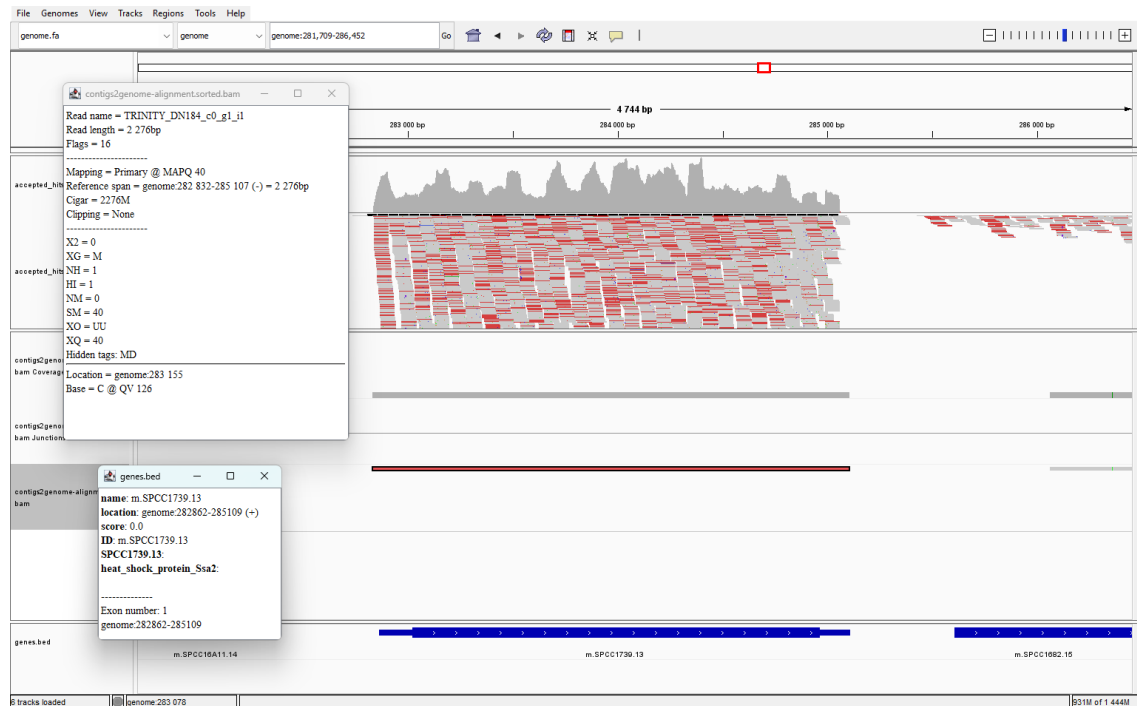 File Genomes View Tracks Regions Tools Help
genome.fa genome genome:281,709-286,452 Go
contigs2genome-alignment.sorted.bam
Read name = TRINITY_DN184_c0_g1_i1
Read length = 2 276bp
Flags = 16
----------------------
Mapping = Primary @ MAPQ 40
Reference span = genome:282 832-285 107 (-) = 2 276bp
Cigar = 2276M
Clipping = None
----------------------
X2 = 0
XG = M
NH = 1
HI = 1
NM = 0
SM = 40
XO = UU
XQ = 40
Hidden tags: MD
Location = genome:283 155
Base = C @ QV 126
4 744 bp
283 000 bp 284 000 bp 285 000 bp 286 000 bp
accepted_hits
accepted_hits
contigs2geno
bam Coverage
contigs2geno
bam Junctions
contigs2genome-alignm
bam
genes.bed
name: m.SPCC1739.13
location: genome:282862-285109 (+)
score: 0.0
ID: m.SPCC1739.13
SPCC1739.13:
heat_shock_protein_Ssa2:
--------------
Exon number: 1
genome:282862-285109
genes.bed
m.SPCC16A11.14 m.SPCC1739.13 m.SPCC1682.15
6 tracks loaded genome:283 078 931M of 1 444M